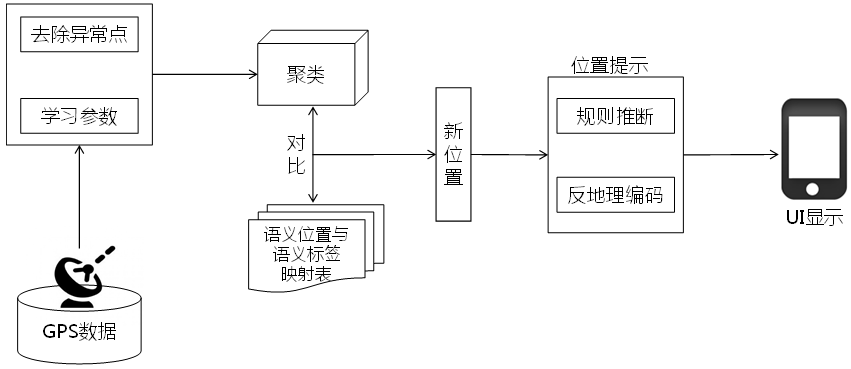 去除异常点
学习参数
GPS数据
聚类
对比
语义位置与
语义标签
映射表
新位置
位置提示
规则推断
反地理编码
UI显示